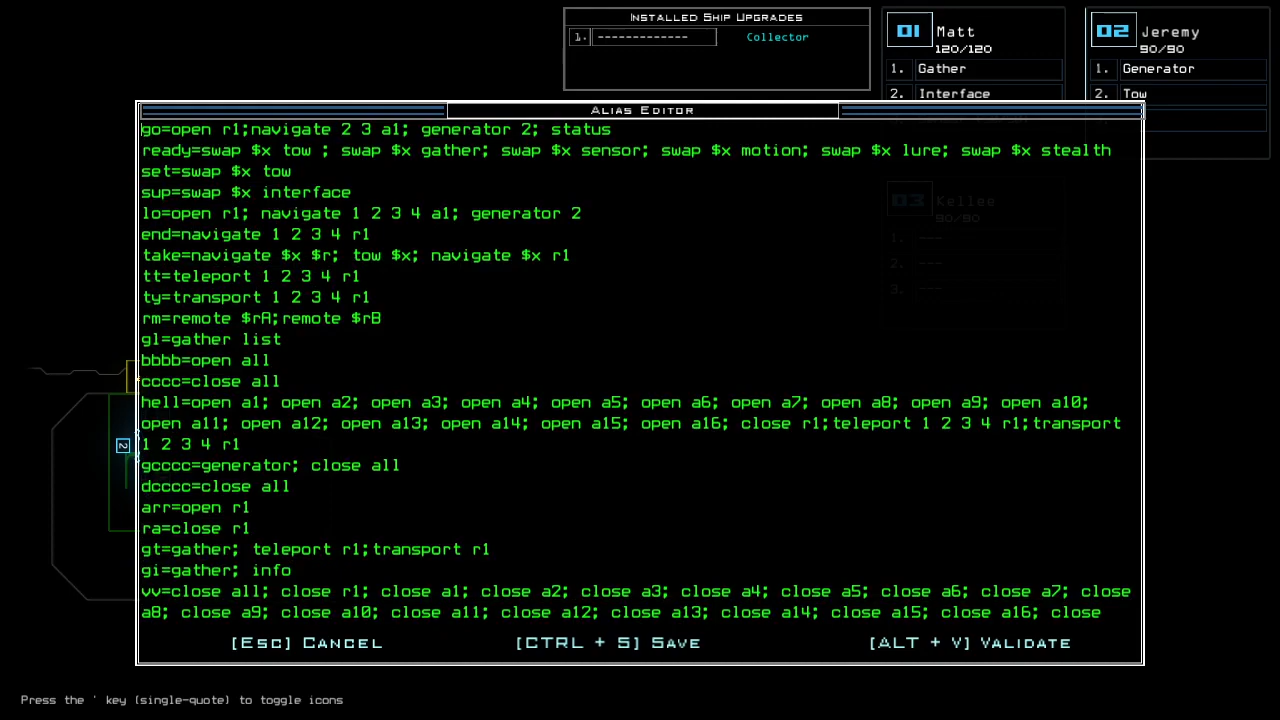 Installed Ship Upgrades
1. ------------- Collector
01 Matt
120/120
1. Gather
2. Interface
02 Jeremy
90/90
1. Generator
2. Tow
Alias Editor
go=open r1;navigate 2 3 a1; generator 2; status
ready=swap $x tow ; swap $x gather; swap $x sensor; swap $x motion; swap $x lure; swap $x stealth
set=swap $x tow
sup=swap $x interface
lo=open r1; navigate 1 2 3 4 a1; generator 2
end=navigate 1 2 3 4 r1
take=navigate $x $r; tow $x; navigate $x r1
tt=teleport 1 2 3 4 r1
ty=transport 1 2 3 4 r1
rm=remote $rA;remote $rB
gl=gather list
bbbb=open all
cccc=close all
hell=open a1; open a2; open a3; open a4; open a5; open a6; open a7; open a8; open a9; open a10;
open a11; open a12; open a13; open a14; open a15; open a16; close r1;teleport 1 2 3 4 r1;transport
1 2 3 4 r1
gcccc=generator; close all
dcccc=close all
arr=open r1
ra=close r1
gt=gather; teleport r1;transport r1
gi=gather; info
vv=close all; close r1; close a1; close a2; close a3; close a4; close a5; close a6; close a7; close
a8; close a9; close a10; close a11; close a12; close a13; close a14; close a15; close a16; close
03 Kellee
90/90
1. ---
2. ---
3. ---
2
[Esc] Cancel [CTRL + S] Save [ALT + V] Validate
Press the ' key (single-quote) to toggle icons